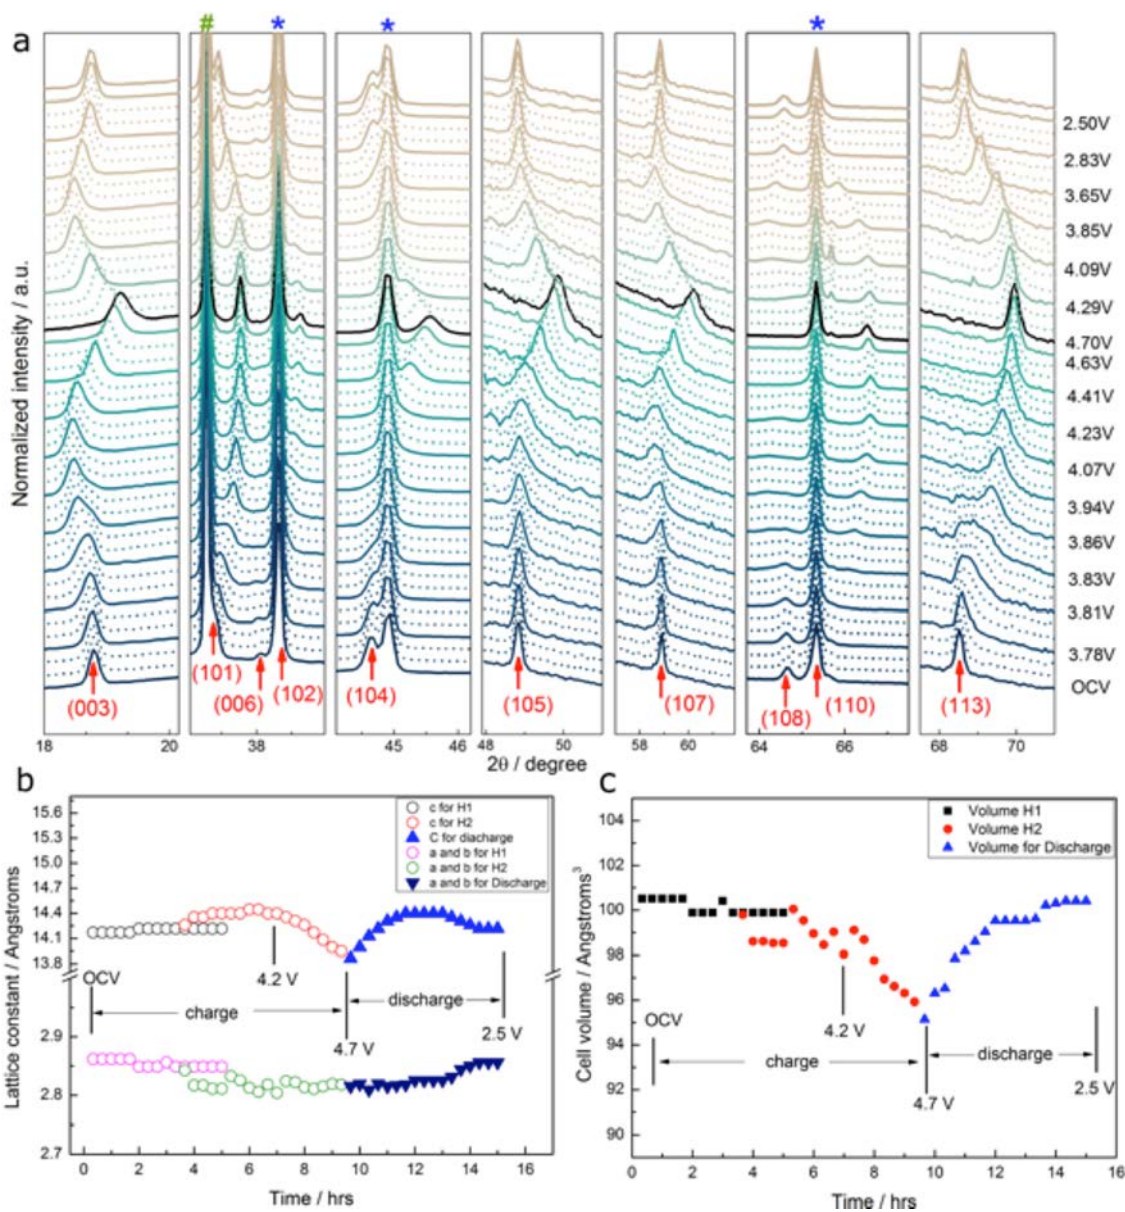 a
#
*
*
*
Normalized intensity / a.u.
2.50V
2.83V
3.65V
3.85V
4.09V
4.29V
4.70V
4.63V
4.41V
4.23V
4.07V
3.94V
3.86V
3.83V
3.81V
3.78V
OCV
(003)
(101)
(006)
(102)
(104)
(105)
(107)
(108)
(110)
(113)
18 20 38 45 46 48 50 58 60 64 66 68 70
2θ / degree
b
Lattice constant / Angstroms
15.6
15.3
15.0
14.7
14.4
14.1
13.8
2.9
2.8
2.7
c for H1
c for H2
C for diacharge
a and b for H1
a and b for H2
a and b for Discharge
OCV
4.2 V
charge
discharge
4.7 V
2.5 V
0 2 4 6 8 10 12 14 16
Time / hrs
c
Cell volume / Angstroms³
104
102
100
98
96
94
92
90
Volume H1
Volume H2
Volume for Discharge
OCV
4.2 V
charge
discharge
4.7 V
2.5 V
0 2 4 6 8 10 12 14 16
Time / hrs